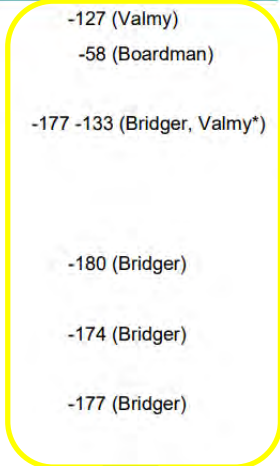 -127 (Valmy)
-58 (Boardman)
-177 -133 (Bridger, Valmy*)
-180 (Bridger)
-174 (Bridger)
-177 (Bridger)